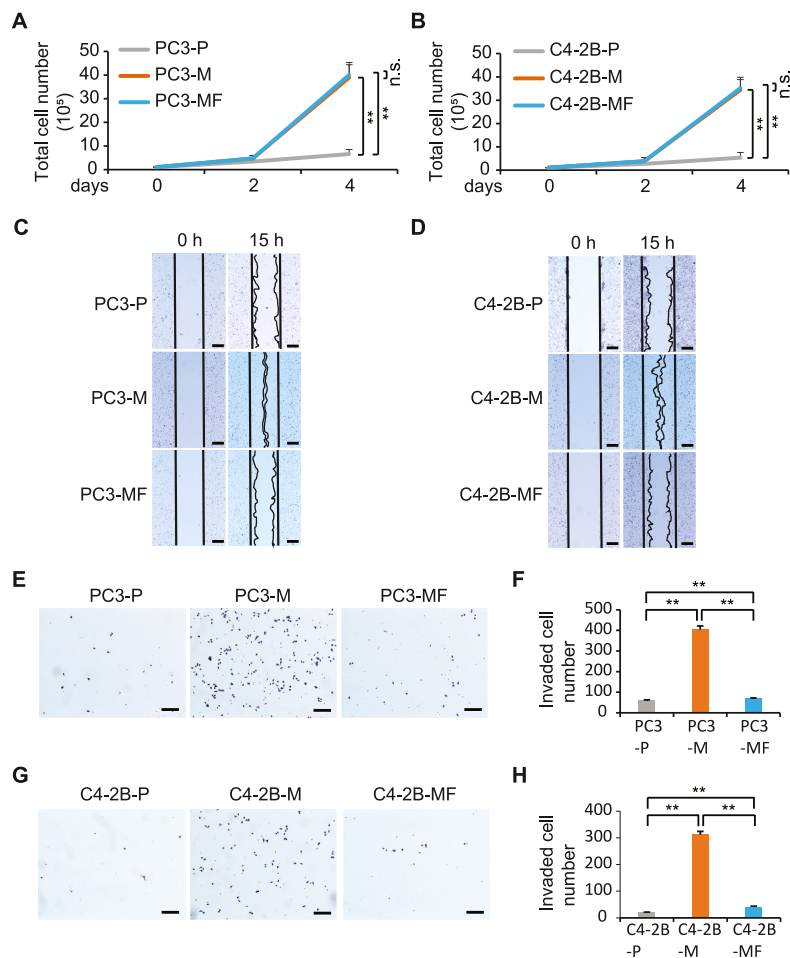 A
PC3-P
PC3-M
PC3-MF
Total cell number
(10⁵)
50
40
30
20
10
0
days
0
2
4
**
**
n.s.
B
C4-2B-P
C4-2B-M
C4-2B-MF
Total cell number
(10⁵)
50
40
30
20
10
0
days
0
2
4
**
**
n.s.
C
0 h
15 h
PC3-P
PC3-M
PC3-MF
D
0 h
15 h
C4-2B-P
C4-2B-M
C4-2B-MF
E
PC3-P
PC3-M
PC3-MF
F
**
**
**
Invaded cell
number
500
400
300
200
100
0
PC3
-P
PC3
-M
PC3
-MF
G
C4-2B-P
C4-2B-M
C4-2B-MF
H
**
**
**
Invaded cell
number
400
300
200
100
0
C4-2B
-P
C4-2B
-M
C4-2B
-MF